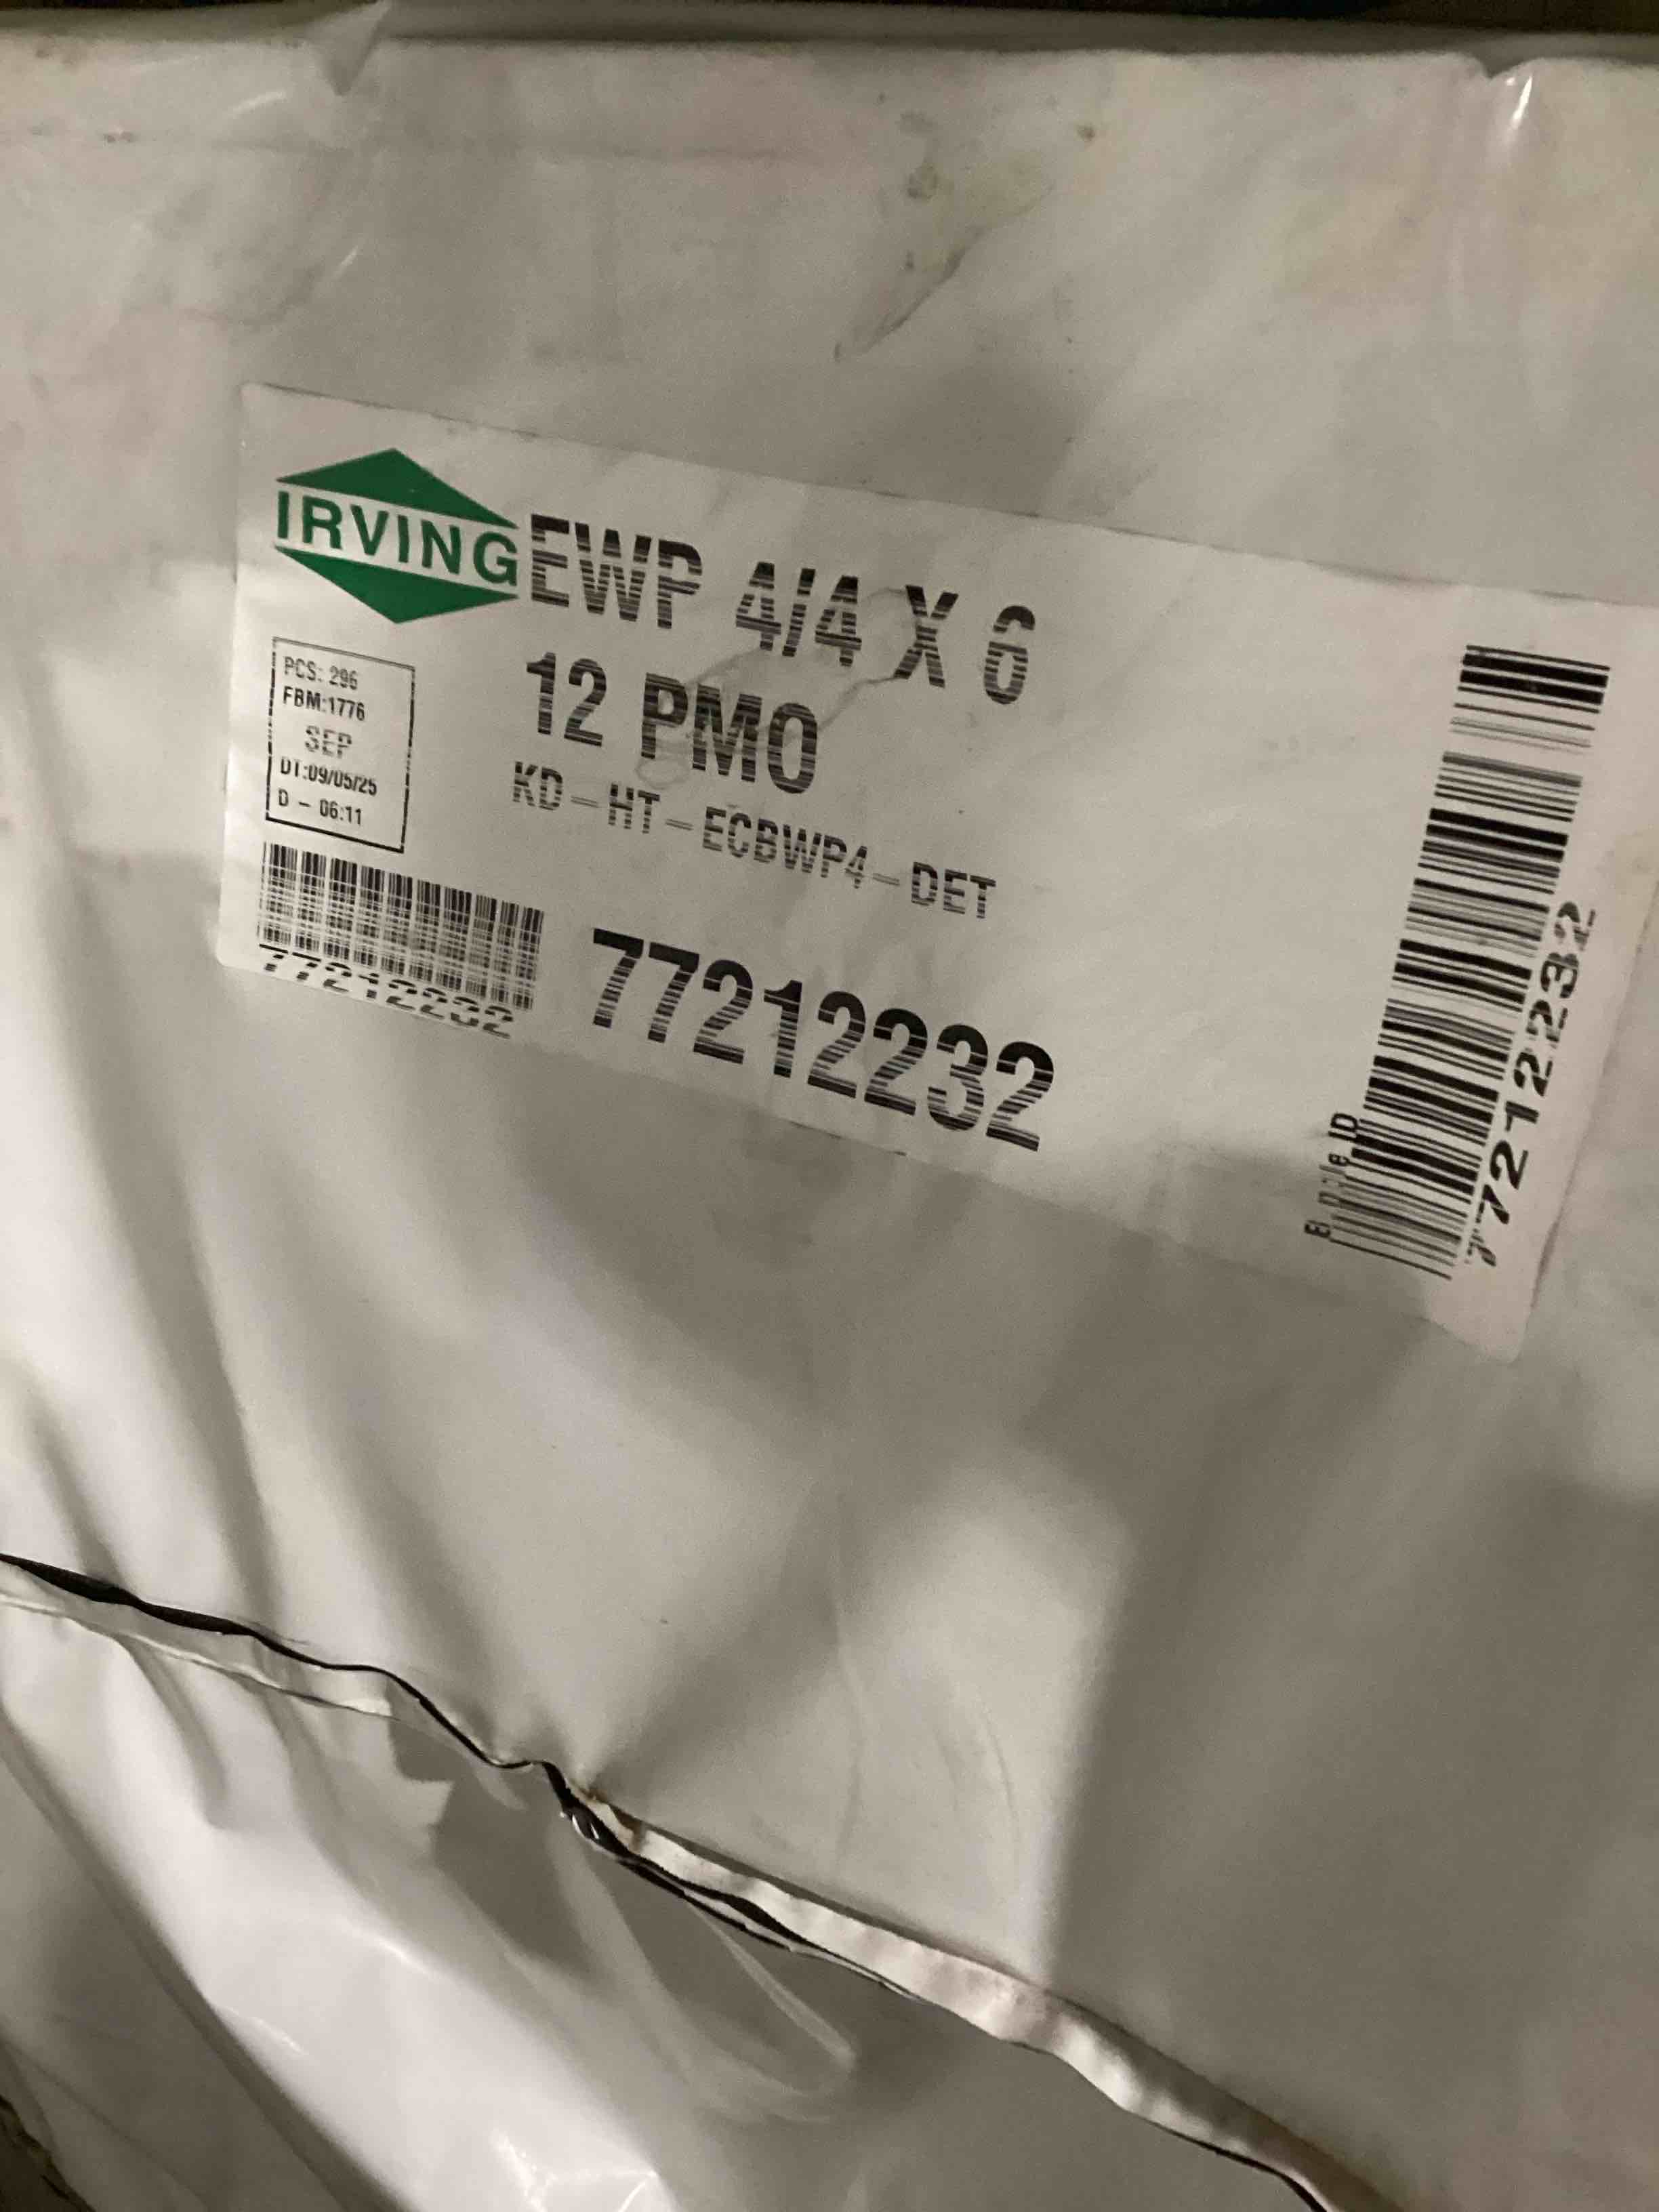 IRVING
EWP 4/4 X 6
12 PMO
KD-HT-ECBWP4-DET
PCS: 296
FBM:1776
SEP
DT:09/05/25
D - 06:11
77212232
77212232
ID
77212232